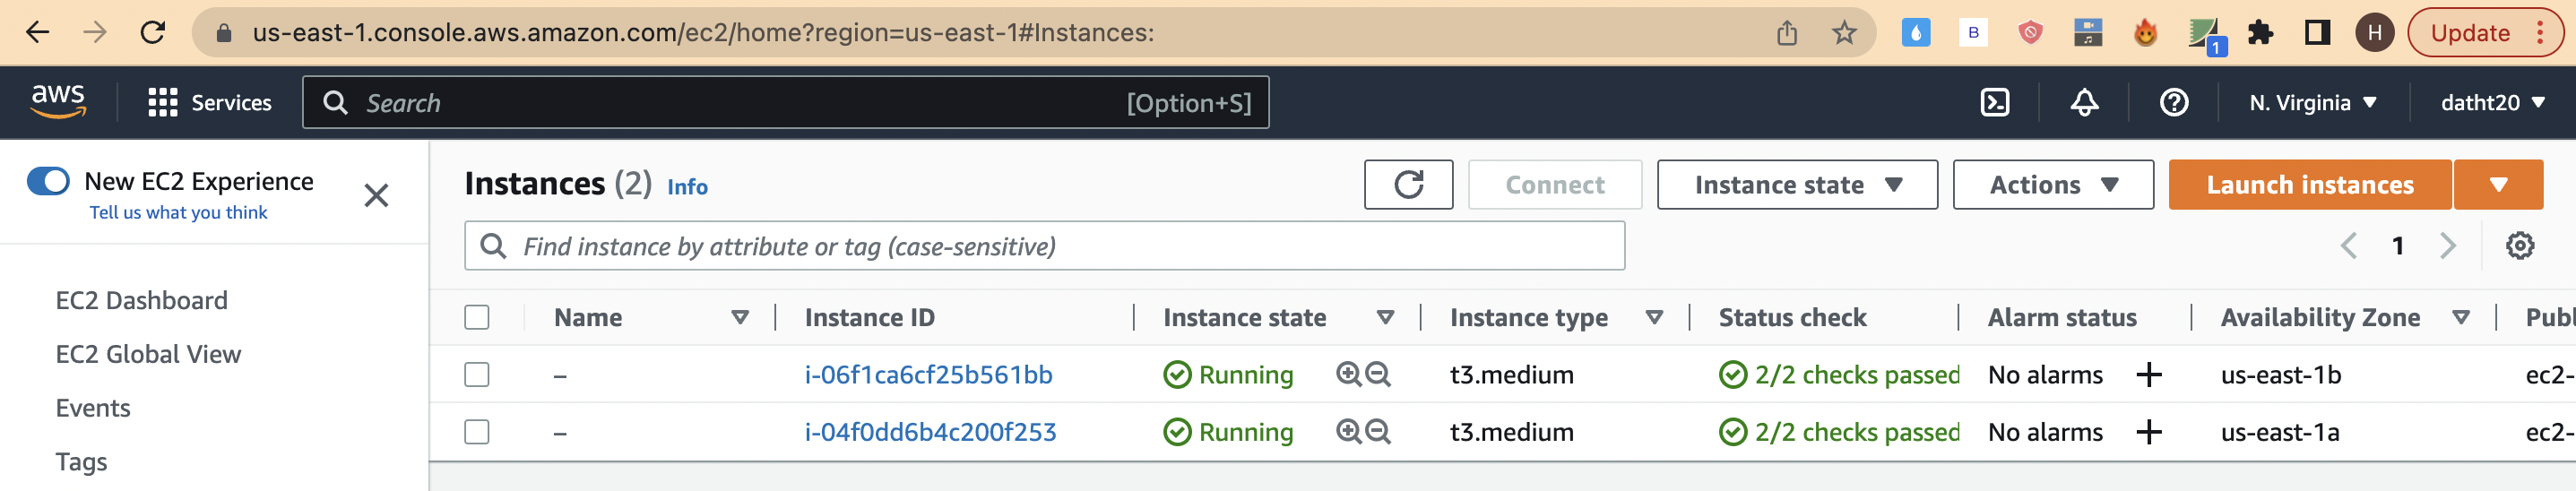 us-east-1.console.aws.amazon.com/ec2/home?region=us-east-1#Instances:
B
1
H
Update
aws
Services
Search
[Option+S]
N. Virginia
datht20
New EC2 Experience
Tell us what you think
EC2 Dashboard
EC2 Global View
Events
Tags
Instances (2) Info
Connect
Instance state
Actions
Launch instances
Find instance by attribute or tag (case-sensitive)
1
Name Instance ID Instance state Instance type Status check Alarm status Availability Zone Publ
– i-06f1ca6cf25b561bb Running t3.medium 2/2 checks passed No alarms + us-east-1b ec2-
– i-04f0dd6b4c200f253 Running t3.medium 2/2 checks passed No alarms + us-east-1a ec2-